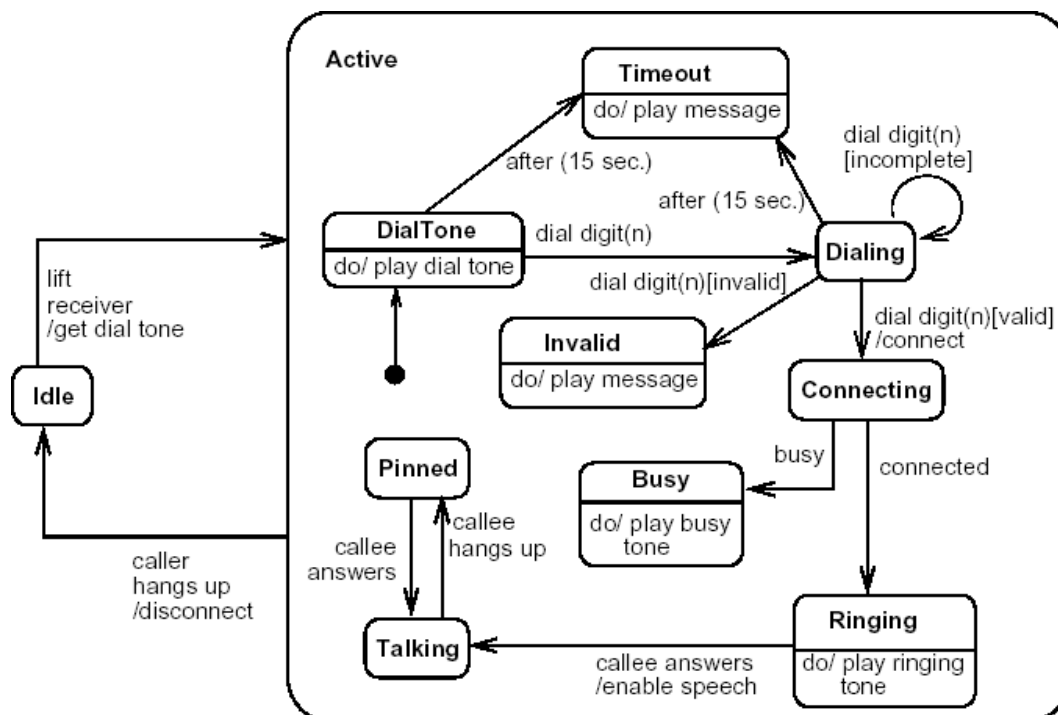 Active
Timeout
do/ play message
dial digit(n)
[incomplete]
after (15 sec.)
after (15 sec.)
DialTone
do/ play dial tone
dial digit(n)
Dialing
lift
receiver
/get dial tone
dial digit(n)[invalid]
dial digit(n)[valid]
/connect
Invalid
do/ play message
Idle
Connecting
Pinned
busy
connected
Busy
do/ play busy
tone
callee
hangs up
callee
answers
caller
hangs up
/disconnect
Talking
Ringing
do/ play ringing
tone
callee answers
/enable speech